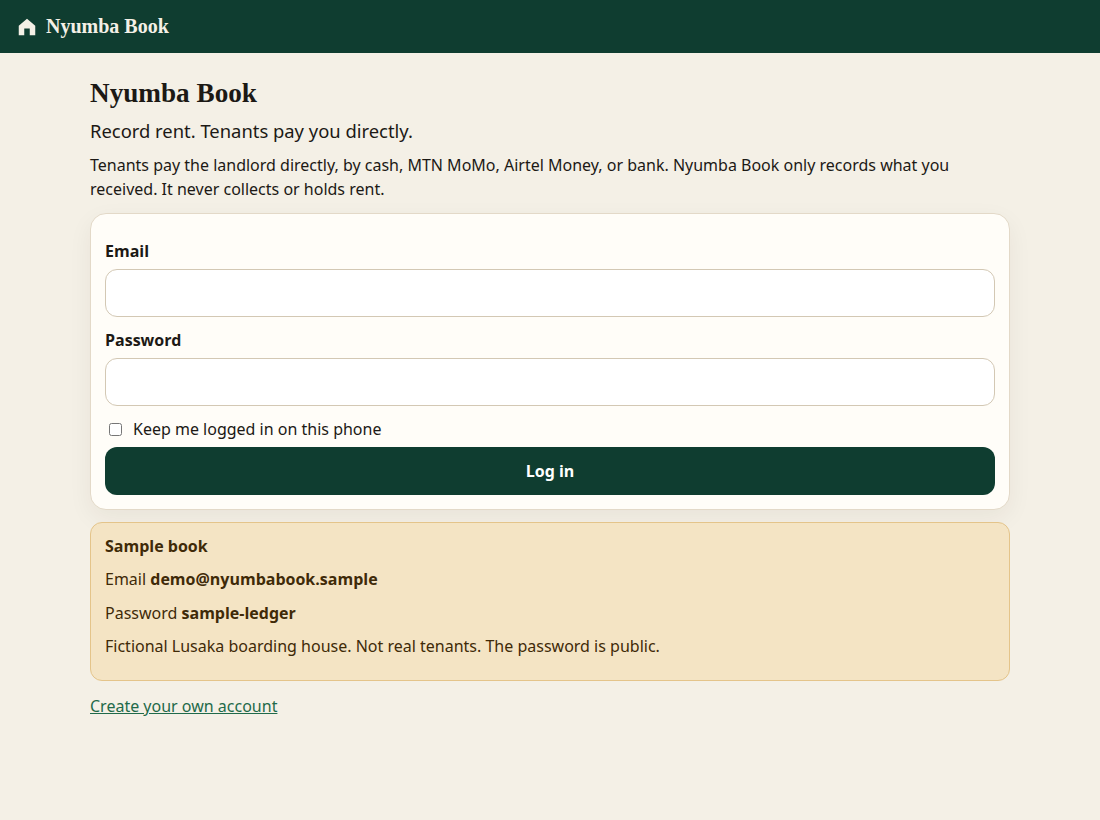 Nyumba Book
Nyumba Book
Record rent. Tenants pay you directly.
Tenants pay the landlord directly, by cash, MTN MoMo, Airtel Money, or bank. Nyumba Book only records what you
received. It never collects or holds rent.
Email
Password
Keep me logged in on this phone
Log in
Sample book
Email demo@nyumbabook.sample
Password sample-ledger
Fictional Lusaka boarding house. Not real tenants. The password is public.
Create your own account